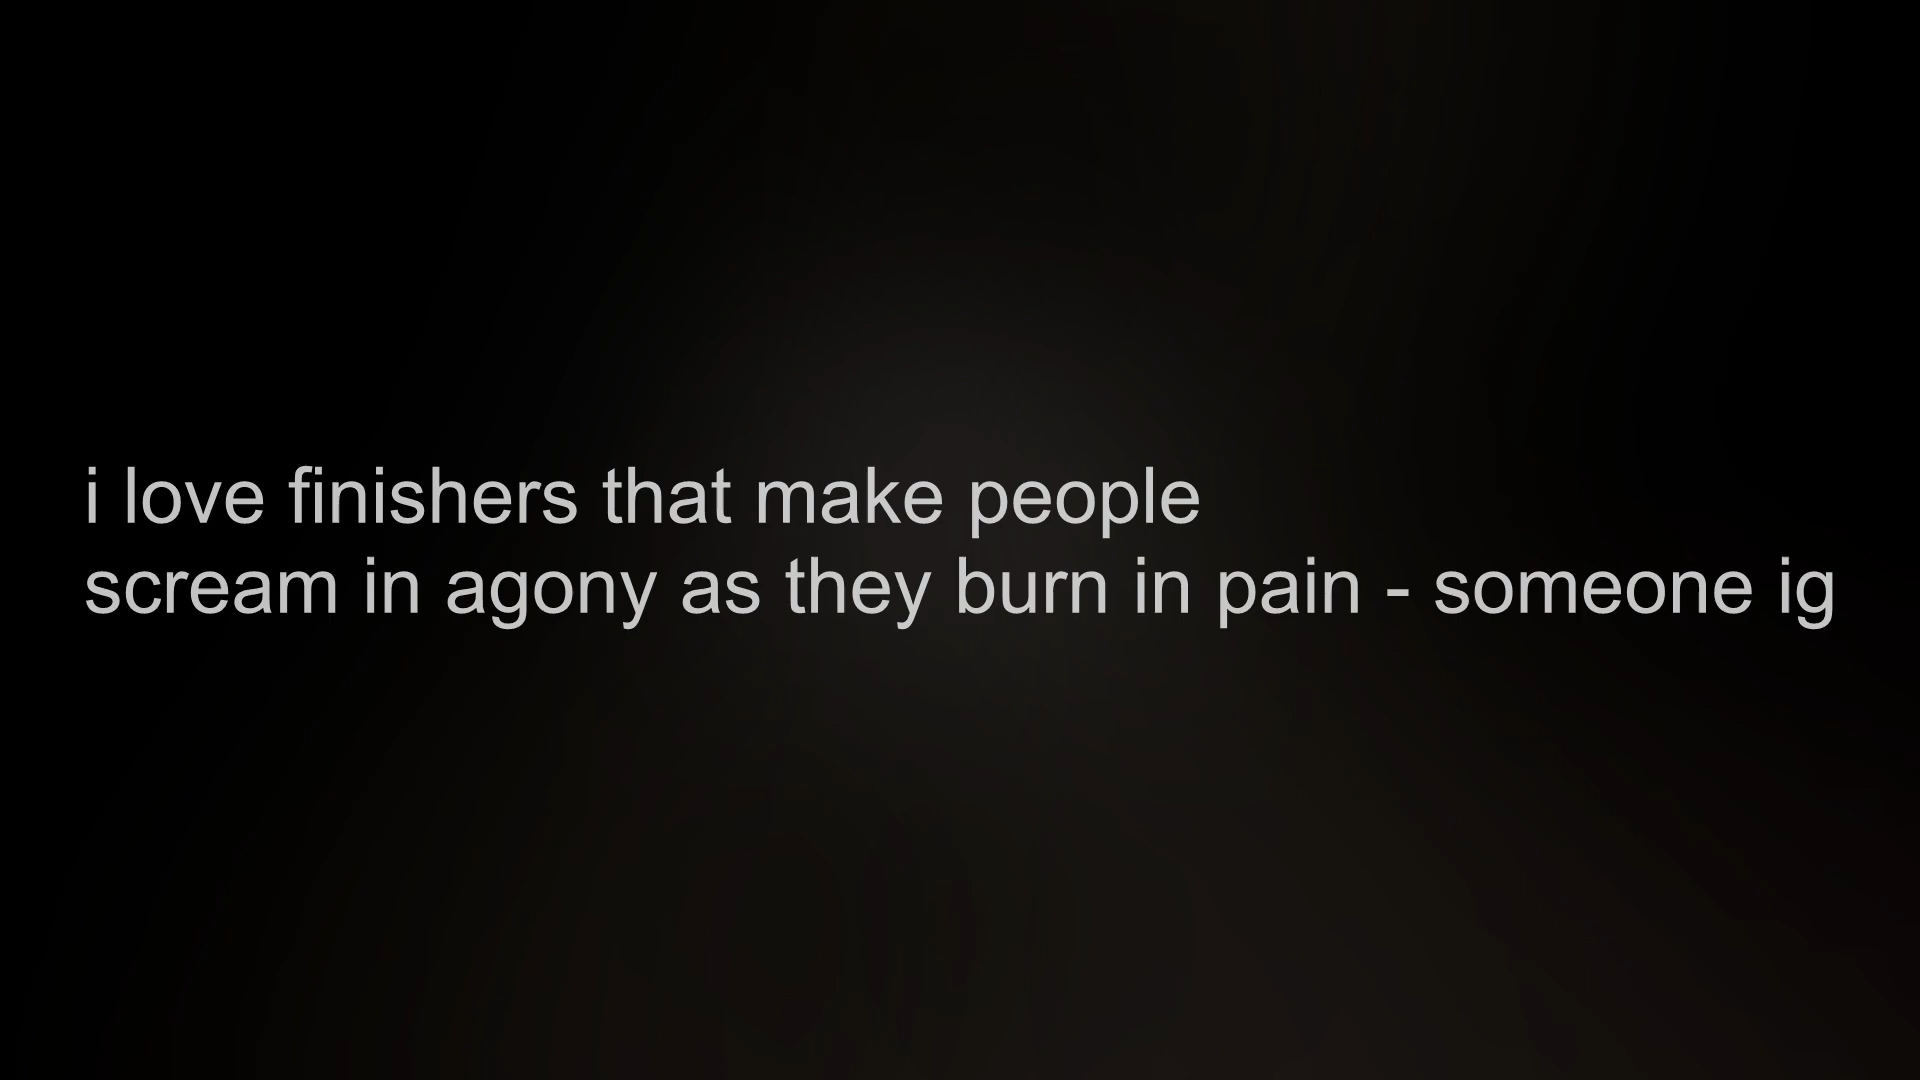 i love finishers that make people
scream in agony as they burn in pain - someone ig